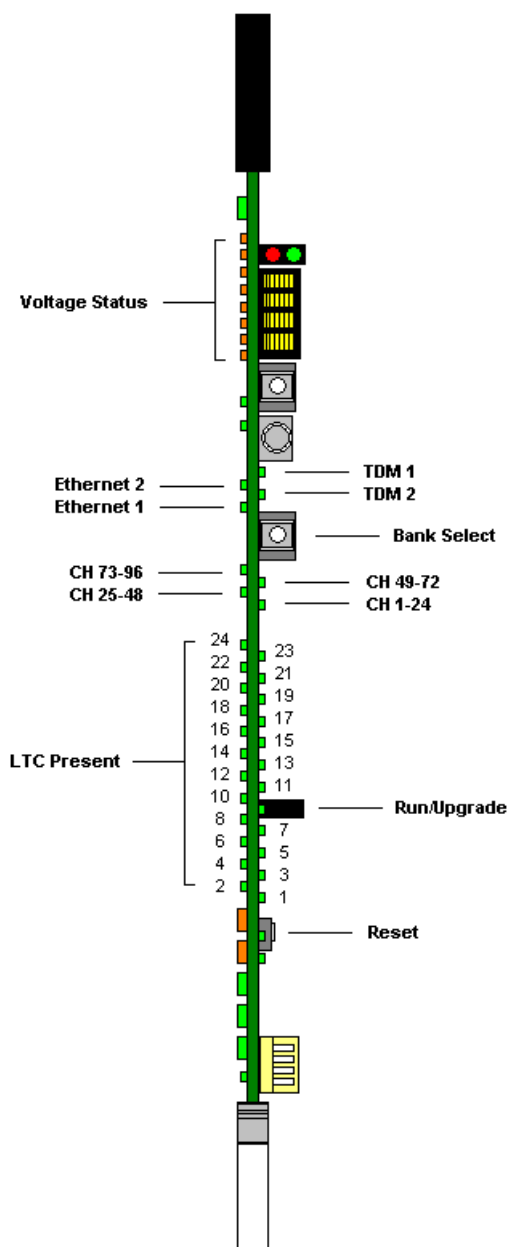 Voltage Status
TDM 1
Ethernet 2
TDM 2
Ethernet 1
Bank Select
CH 73-96
CH 49-72
CH 25-48
CH 1-24
24
23
22
21
20
19
18
17
16
15
14
LTC Present
13
12
11
10
Run/Upgrade
8
7
6
5
4
3
2
1
Reset